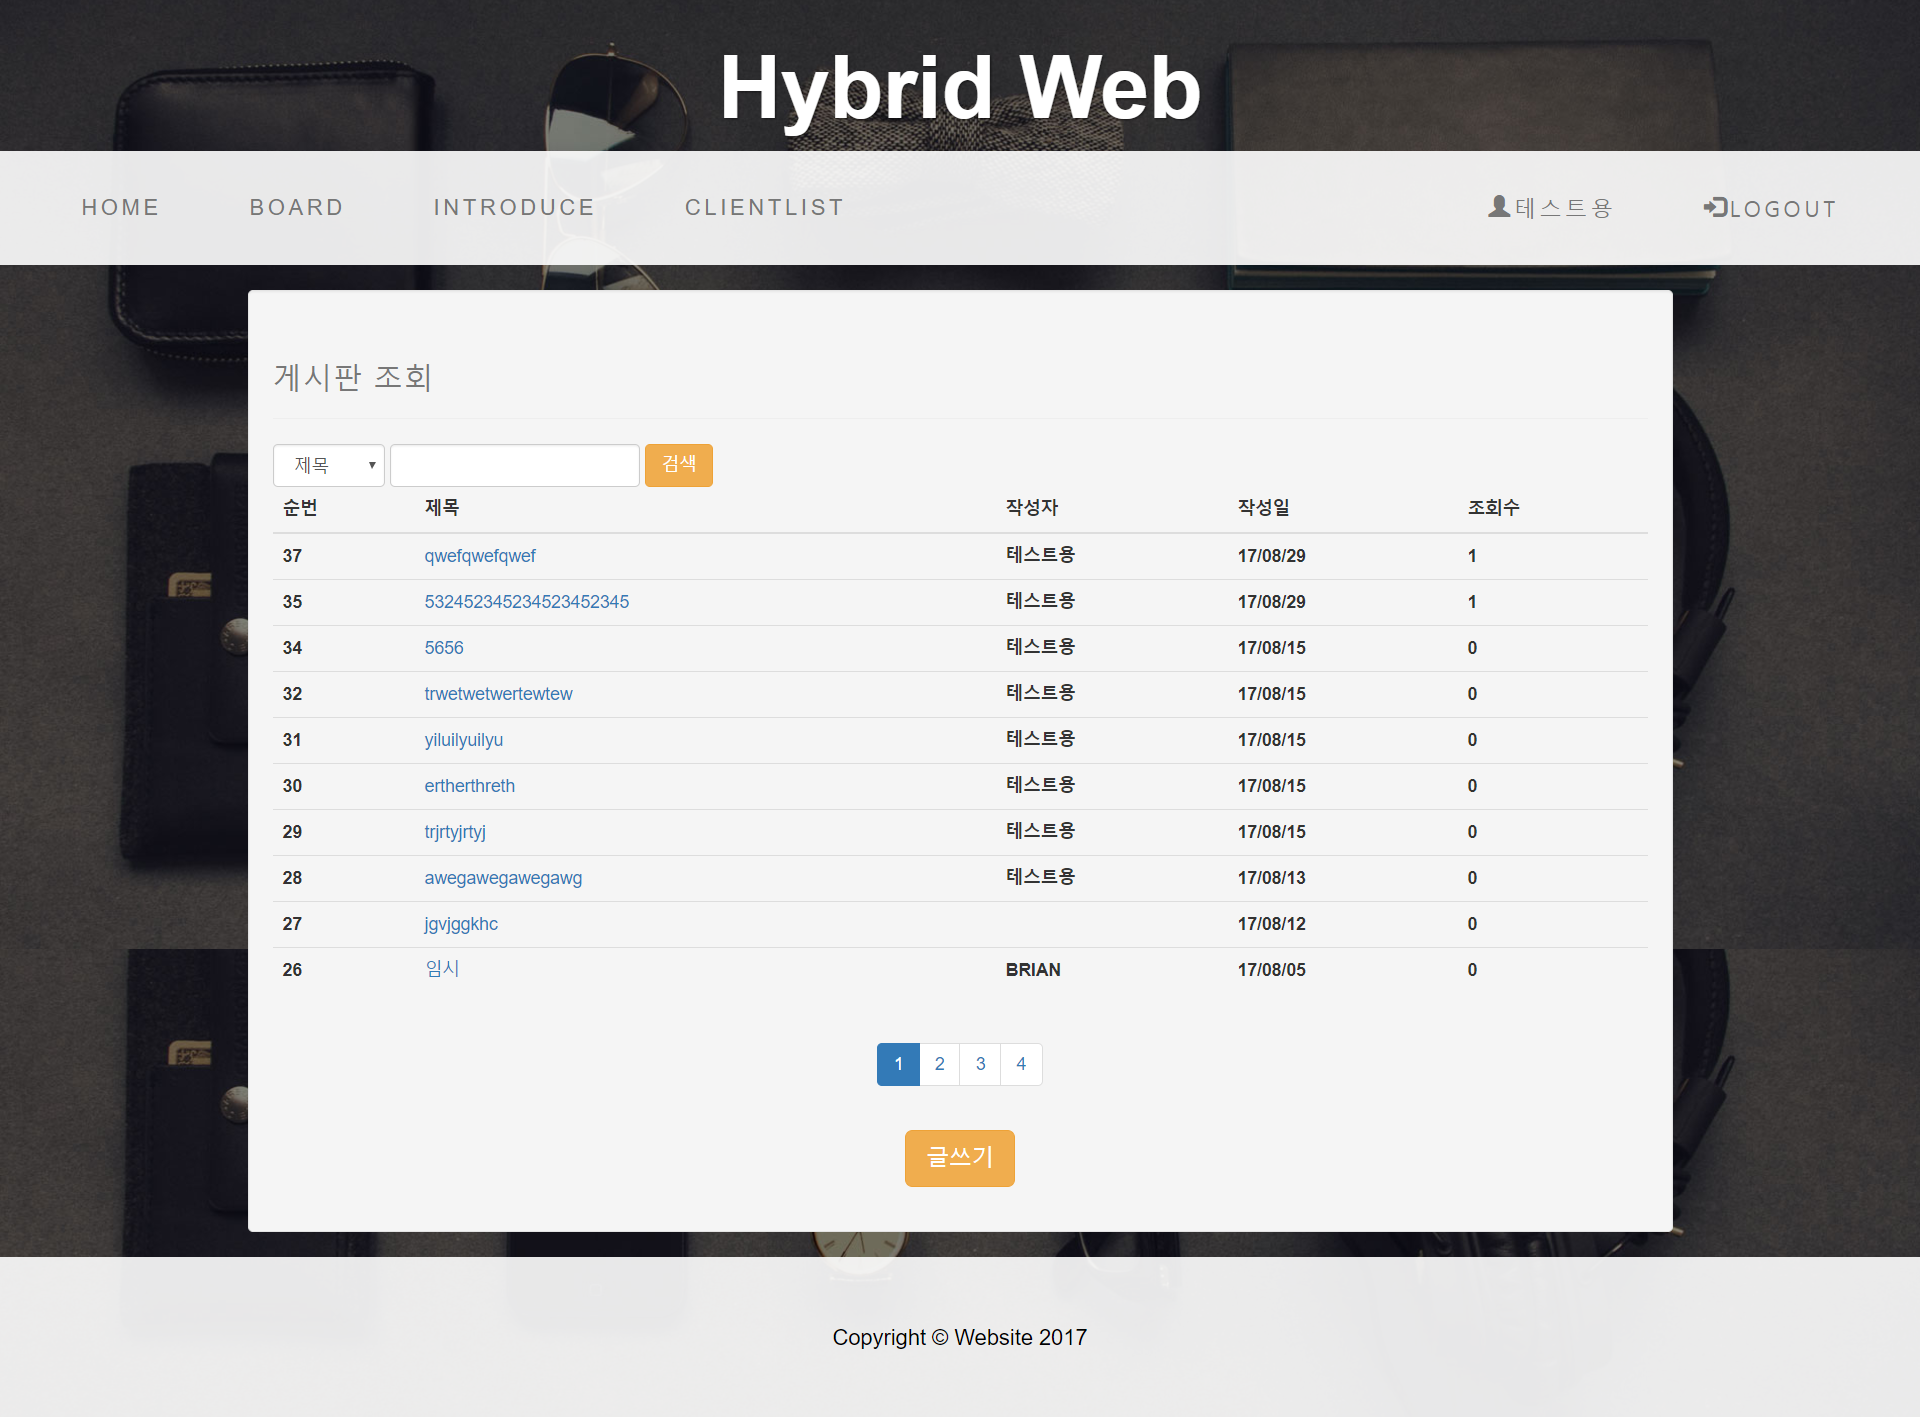 Hybrid Web
HOME BOARD INTRODUCE CLIENTLIST 테스트용 LOGOUT
게시판 조회
제목 검색
순번 제목 작성자 작성일 조회수
37 qwefqwefqwef 테스트용 17/08/29 1
35 532452345234523452345 테스트용 17/08/29 1
34 5656 테스트용 17/08/15 0
32 trwetwetwertewtew 테스트용 17/08/15 0
31 yiluilyuilyu 테스트용 17/08/15 0
30 ertherthreth 테스트용 17/08/15 0
29 trjrtyjrtyj 테스트용 17/08/15 0
28 awegawegawegawg 테스트용 17/08/13 0
27 jgvjggkhc 17/08/12 0
26 임시 BRIAN 17/08/05 0
1 2 3 4
글쓰기
Copyright © Website 2017